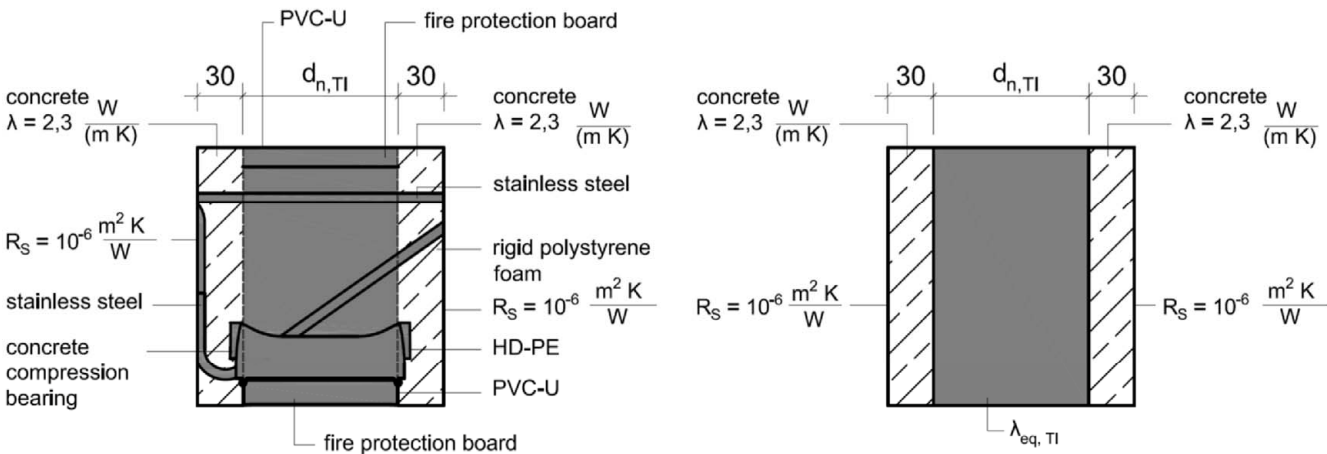 PVC-U
fire protection board
30
d_n,TI
30
concrete
λ = 2,3 W
(m K)
concrete
λ = 2,3 W
(m K)
stainless steel
R_S = 10^-6 m² K
W
rigid polystyrene
foam
stainless steel
R_S = 10^-6 m² K
W
concrete
compression
bearing
HD-PE
PVC-U
fire protection board
30
d_n,TI
30
concrete
λ = 2,3 W
(m K)
concrete
λ = 2,3 W
(m K)
R_S = 10^-6 m² K
W
R_S = 10^-6 m² K
W
λ_eq, TI